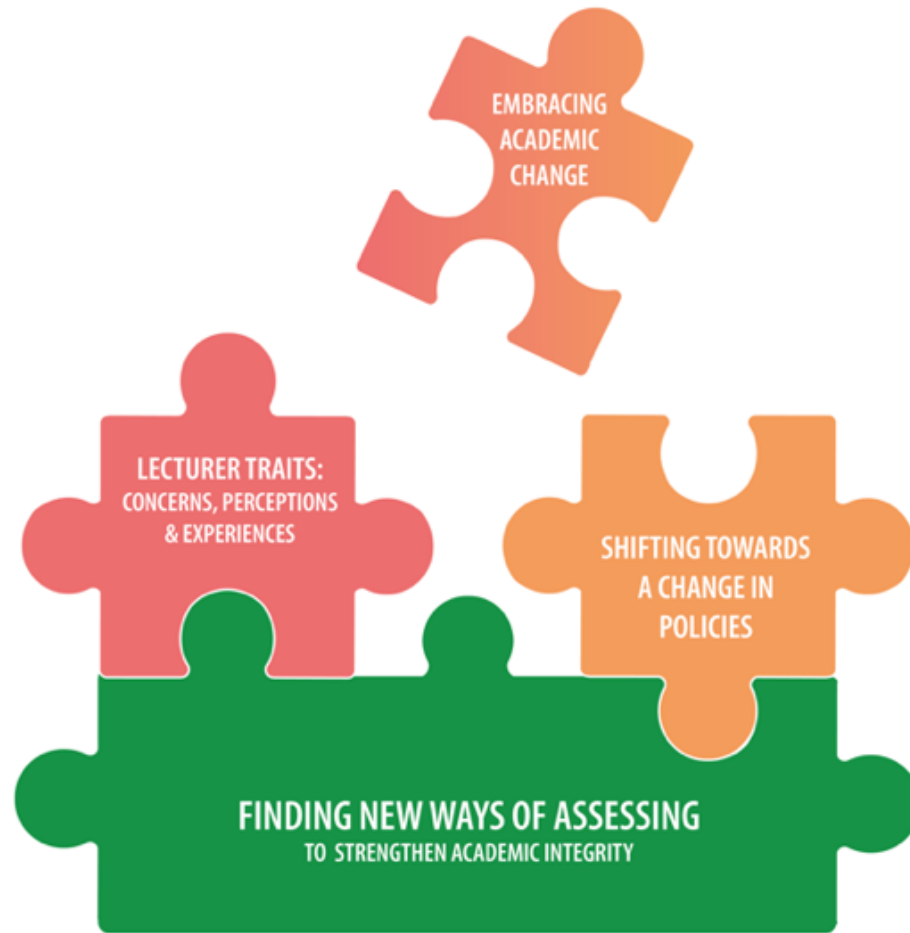 EMBRACING
ACADEMIC
CHANGE
LECTURER TRAITS:
CONCERNS, PERCEPTIONS
& EXPERIENCES
SHIFTING TOWARDS
A CHANGE IN
POLICIES
FINDING NEW WAYS OF ASSESSING
TO STRENGTHEN ACADEMIC INTEGRITY